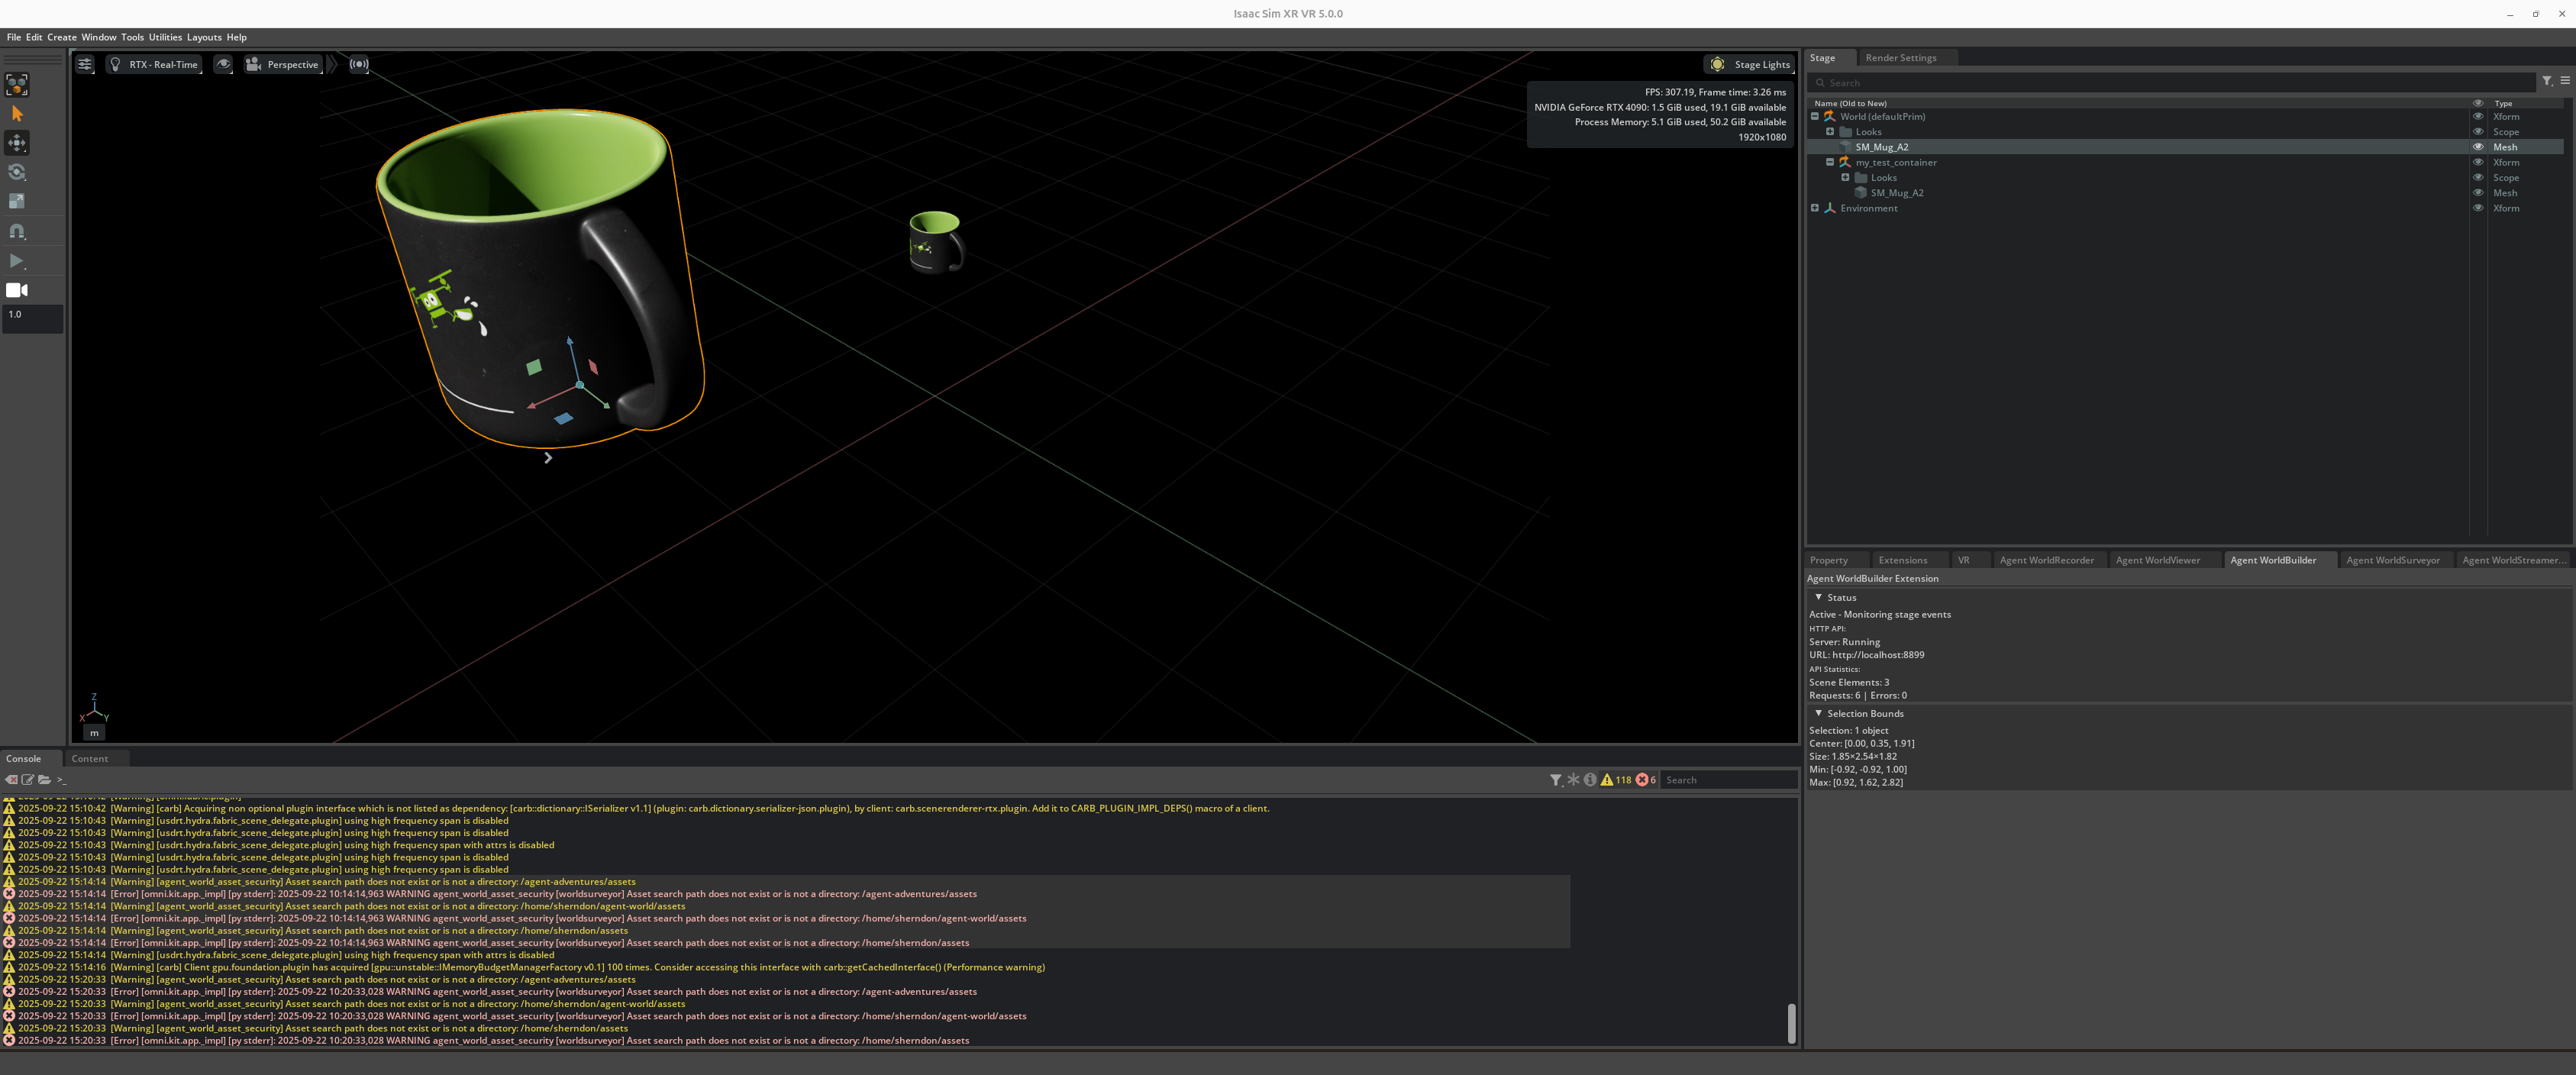 Isaac Sim XR VR 5.0.0
File Edit Create Window Tools Utilities Layouts Help
RTX - Real-Time
Perspective
Stage Lights
FPS: 307.19, Frame time: 3.26 ms
NVIDIA GeForce RTX 4090: 1.5 GiB used, 19.1 GiB available
Process Memory: 5.1 GiB used, 50.2 GiB available
1920x1080
1.0
Z
X Y
m
Stage Render Settings
Search
Name (Old to New) Type
World (defaultPrim) Xform
Looks Scope
SM_Mug_A2 Mesh
my_test_container Xform
Looks Scope
SM_Mug_A2 Mesh
Environment Xform
Property Extensions VR Agent WorldRecorder Agent WorldViewer Agent WorldBuilder Agent WorldSurveyor Agent WorldStreamer...
Agent WorldBuilder Extension
Status
Active - Monitoring stage events
HTTP API:
Server: Running
URL: http://localhost:8899
API Statistics:
Scene Elements: 3
Requests: 6 | Errors: 0
Selection Bounds
Selection: 1 object
Center: [0.00, 0.35, 1.91]
Size: 1.85×2.54×1.82
Min: [-0.92, -0.92, 1.00]
Max: [0.92, 1.62, 2.82]
Console Content
>_ 118 6 Search
2025-09-22 15:10:42 [Warning] [carb] Acquiring non optional plugin interface which is not listed as dependency: [carb::dictionary::ISerializer v1.1] (plugin: carb.dictionary.serializer-json.plugin), by client: carb.scenerenderer-rtx.plugin. Add it to CARB_PLUGIN_IMPL_DEPS() macro of a client.
2025-09-22 15:10:43 [Warning] [usdrt.hydra.fabric_scene_delegate.plugin] using high frequency span is disabled
2025-09-22 15:10:43 [Warning] [usdrt.hydra.fabric_scene_delegate.plugin] using high frequency span is disabled
2025-09-22 15:10:43 [Warning] [usdrt.hydra.fabric_scene_delegate.plugin] using high frequency span with attrs is disabled
2025-09-22 15:10:43 [Warning] [usdrt.hydra.fabric_scene_delegate.plugin] using high frequency span is disabled
2025-09-22 15:10:43 [Warning] [usdrt.hydra.fabric_scene_delegate.plugin] using high frequency span is disabled
2025-09-22 15:14:14 [Warning] [agent_world_asset_security] Asset search path does not exist or is not a directory: /agent-adventures/assets
2025-09-22 15:14:14 [Error] [omni.kit.app._impl] [py stderr]: 2025-09-22 10:14:14,963 WARNING agent_world_asset_security [worldsurveyor] Asset search path does not exist or is not a directory: /agent-adventures/assets
2025-09-22 15:14:14 [Warning] [agent_world_asset_security] Asset search path does not exist or is not a directory: /home/sherndon/agent-world/assets
2025-09-22 15:14:14 [Error] [omni.kit.app._impl] [py stderr]: 2025-09-22 10:14:14,963 WARNING agent_world_asset_security [worldsurveyor] Asset search path does not exist or is not a directory: /home/sherndon/agent-world/assets
2025-09-22 15:14:14 [Warning] [agent_world_asset_security] Asset search path does not exist or is not a directory: /home/sherndon/assets
2025-09-22 15:14:14 [Error] [omni.kit.app._impl] [py stderr]: 2025-09-22 10:14:14,963 WARNING agent_world_asset_security [worldsurveyor] Asset search path does not exist or is not a directory: /home/sherndon/assets
2025-09-22 15:14:14 [Warning] [usdrt.hydra.fabric_scene_delegate.plugin] using high frequency span with attrs is disabled
2025-09-22 15:14:16 [Warning] [carb] Client gpu.foundation.plugin has acquired [gpu::unstable::IMemoryBudgetManagerFactory v0.1] 100 times. Consider accessing this interface with carb::getCachedInterface() (Performance warning)
2025-09-22 15:20:33 [Warning] [agent_world_asset_security] Asset search path does not exist or is not a directory: /agent-adventures/assets
2025-09-22 15:20:33 [Error] [omni.kit.app._impl] [py stderr]: 2025-09-22 10:20:33,028 WARNING agent_world_asset_security [worldsurveyor] Asset search path does not exist or is not a directory: /agent-adventures/assets
2025-09-22 15:20:33 [Warning] [agent_world_asset_security] Asset search path does not exist or is not a directory: /home/sherndon/agent-world/assets
2025-09-22 15:20:33 [Error] [omni.kit.app._impl] [py stderr]: 2025-09-22 10:20:33,028 WARNING agent_world_asset_security [worldsurveyor] Asset search path does not exist or is not a directory: /home/sherndon/agent-world/assets
2025-09-22 15:20:33 [Warning] [agent_world_asset_security] Asset search path does not exist or is not a directory: /home/sherndon/assets
2025-09-22 15:20:33 [Error] [omni.kit.app._impl] [py stderr]: 2025-09-22 10:20:33,028 WARNING agent_world_asset_security [worldsurveyor] Asset search path does not exist or is not a directory: /home/sherndon/assets